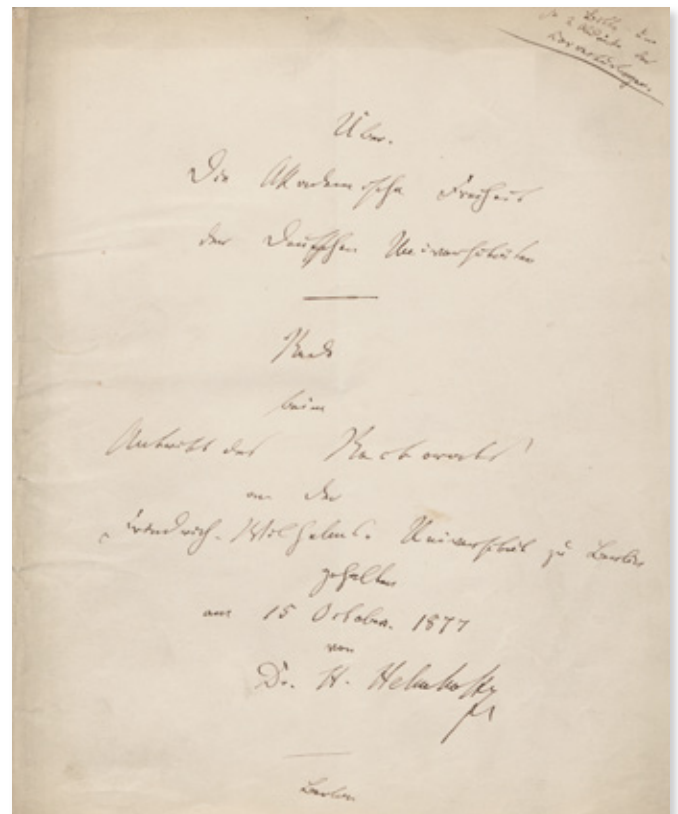 Über
Die Akademische Freiheit
der Deutschen Universitäten
Rede
beim
Antritt des Rectorats
an der
Friedrich-Wilhelms-Universität zu Berlin
gehalten
am 15 October 1877
von
Dr. H. Helmholtz
Berlin